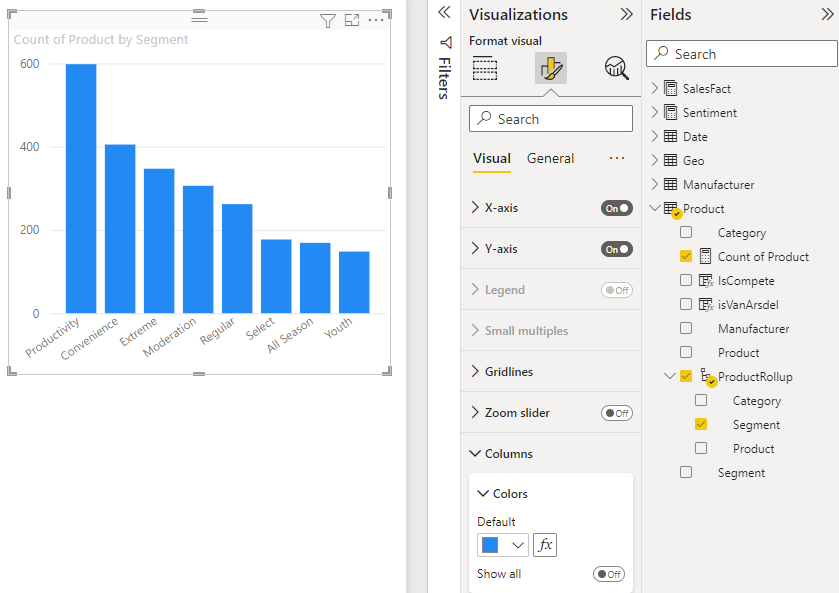 Count of Product by Segment
600
400
200
0
Productivity
Convenience
Extreme
Moderation
Regular
Select
All Season
Youth
Filters
Visualizations
Format visual
Search
Visual General
X-axis On
Y-axis On
Legend Off
Small multiples
Gridlines
Zoom slider Off
Columns
Colors
Default
fx
Show all Off
Fields
Search
SalesFact
Sentiment
Date
Geo
Manufacturer
Product
Category
Count of Product
IsCompete
isVanArsdel
Manufacturer
Product
ProductRollup
Category
Segment
Product
Segment